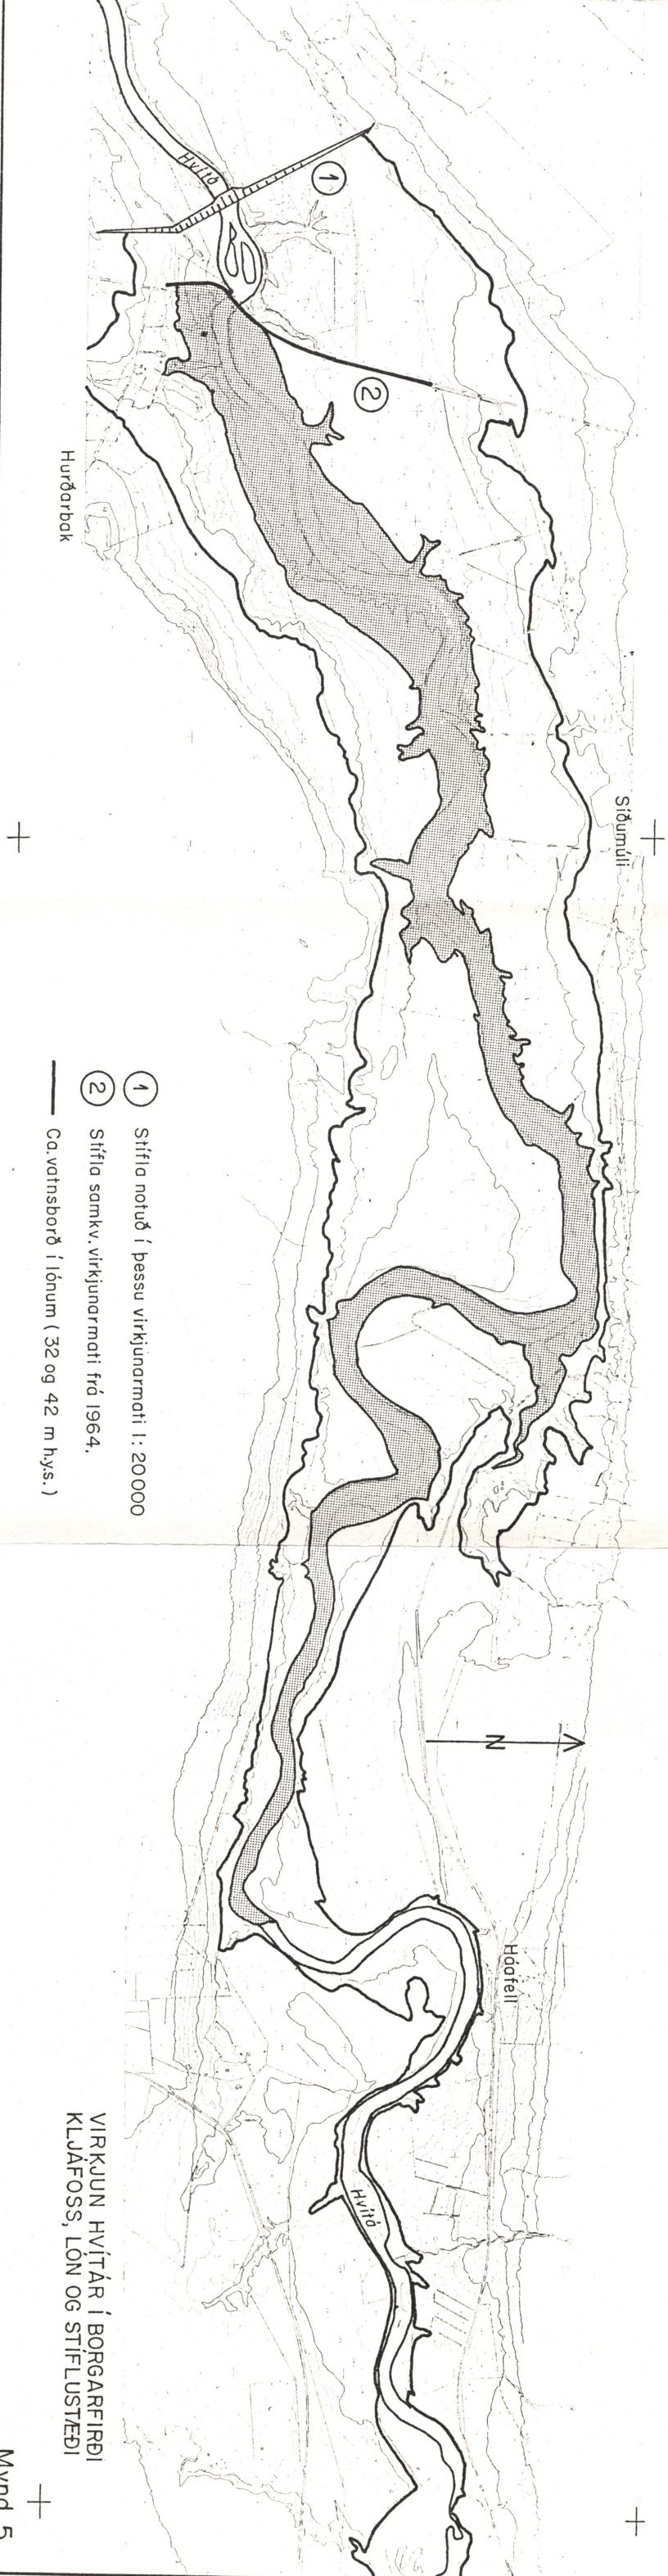 Hvítá
1
2
Hurðarbak
Síðumúli
1 Stífla notuð í þessu virkjunarmati 1:20000
2 Stífla samkv. virkjunarmati frá 1964.
Ca. vatnsborð í lónum ( 32 og 42 m h.y.s. )
N
Háafell
Hvítá
VIRKJUN HVÍTÁR Í BORGARFIRÐI
KLJÁFOSS, LÓN OG STÍFLUSTÆÐI
Mynd 5